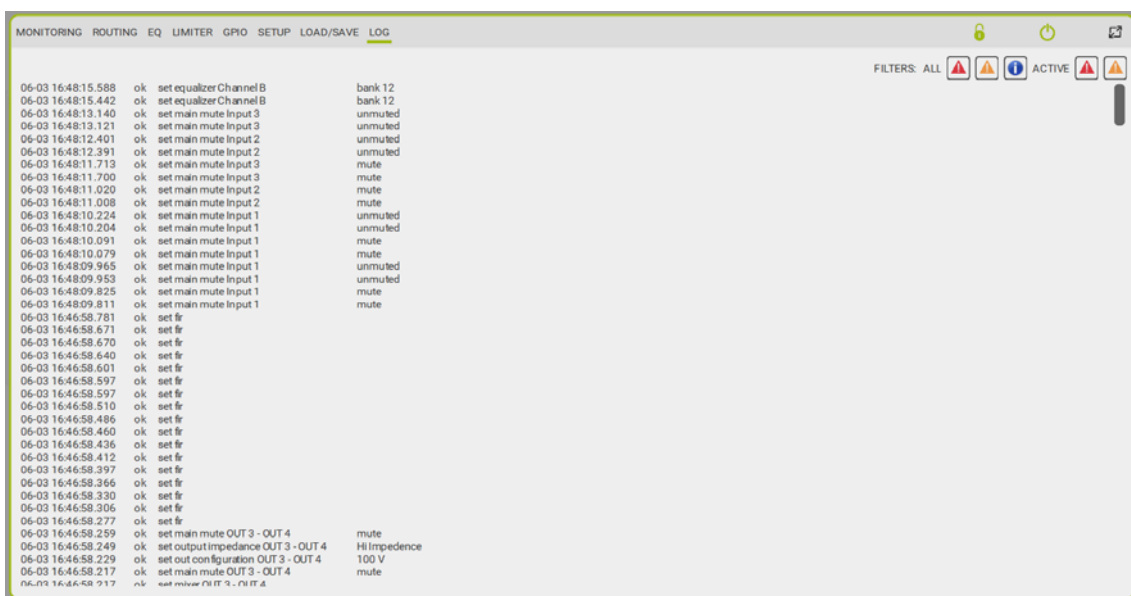 MONITORING ROUTING EQ LIMITER GPIO SETUP LOAD/SAVE LOG
FILTERS: ALL ACTIVE
06-03 16:48:15.588 ok set equalizer Channel B bank 12
06-03 16:48:15.442 ok set equalizer Channel B bank 12
06-03 16:48:13.140 ok set main mute Input 3 unmuted
06-03 16:48:13.121 ok set main mute Input 3 unmuted
06-03 16:48:12.401 ok set main mute Input 2 unmuted
06-03 16:48:12.391 ok set main mute Input 2 unmuted
06-03 16:48:11.713 ok set main mute Input 3 mute
06-03 16:48:11.700 ok set main mute Input 3 mute
06-03 16:48:11.020 ok set main mute Input 2 mute
06-03 16:48:11.008 ok set main mute Input 2 mute
06-03 16:48:10.224 ok set main mute Input 1 unmuted
06-03 16:48:10.204 ok set main mute Input 1 unmuted
06-03 16:48:10.091 ok set main mute Input 1 mute
06-03 16:48:10.079 ok set main mute Input 1 mute
06-03 16:48:09.965 ok set main mute Input 1 unmuted
06-03 16:48:09.953 ok set main mute Input 1 unmuted
06-03 16:48:09.825 ok set main mute Input 1 mute
06-03 16:48:09.811 ok set main mute Input 1 mute
06-03 16:46:58.781 ok set fir
06-03 16:46:58.671 ok set fir
06-03 16:46:58.670 ok set fir
06-03 16:46:58.640 ok set fir
06-03 16:46:58.601 ok set fir
06-03 16:46:58.597 ok set fir
06-03 16:46:58.597 ok set fir
06-03 16:46:58.510 ok set fir
06-03 16:46:58.486 ok set fir
06-03 16:46:58.460 ok set fir
06-03 16:46:58.436 ok set fir
06-03 16:46:58.412 ok set fir
06-03 16:46:58.397 ok set fir
06-03 16:46:58.366 ok set fir
06-03 16:46:58.330 ok set fir
06-03 16:46:58.306 ok set fir
06-03 16:46:58.277 ok set fir
06-03 16:46:58.259 ok set main mute OUT 3 - OUT 4 mute
06-03 16:46:58.249 ok set output impedance OUT 3 - OUT 4 Hi Impedence
06-03 16:46:58.229 ok set out configuration OUT 3 - OUT 4 100 V
06-03 16:46:58.217 ok set main mute OUT 3 - OUT 4 mute
06-03 16:46:58.217 ok set mixer OUT 3 - OUT 4